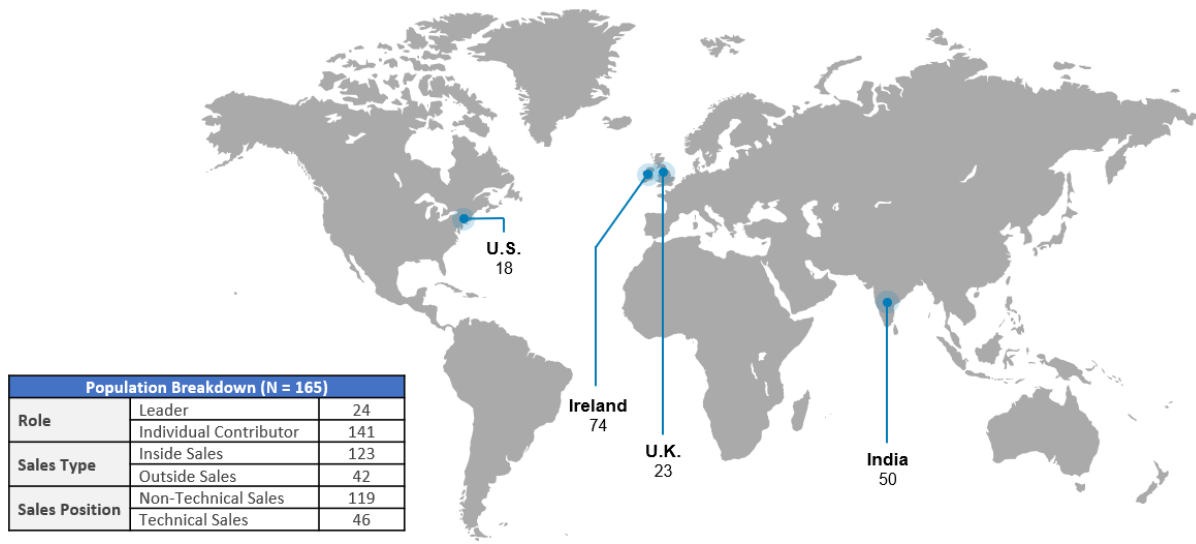 U.S.
18
Ireland
74
U.K.
23
India
50
Population Breakdown (N = 165)
Role
Leader 24
Individual Contributor 141
Sales Type
Inside Sales 123
Outside Sales 42
Sales Position
Non-Technical Sales 119
Technical Sales 46